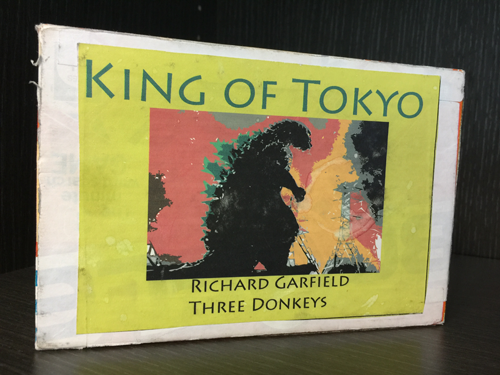 KING OF TOKYO
RICHARD GARFIELD
THREE DONKEYS